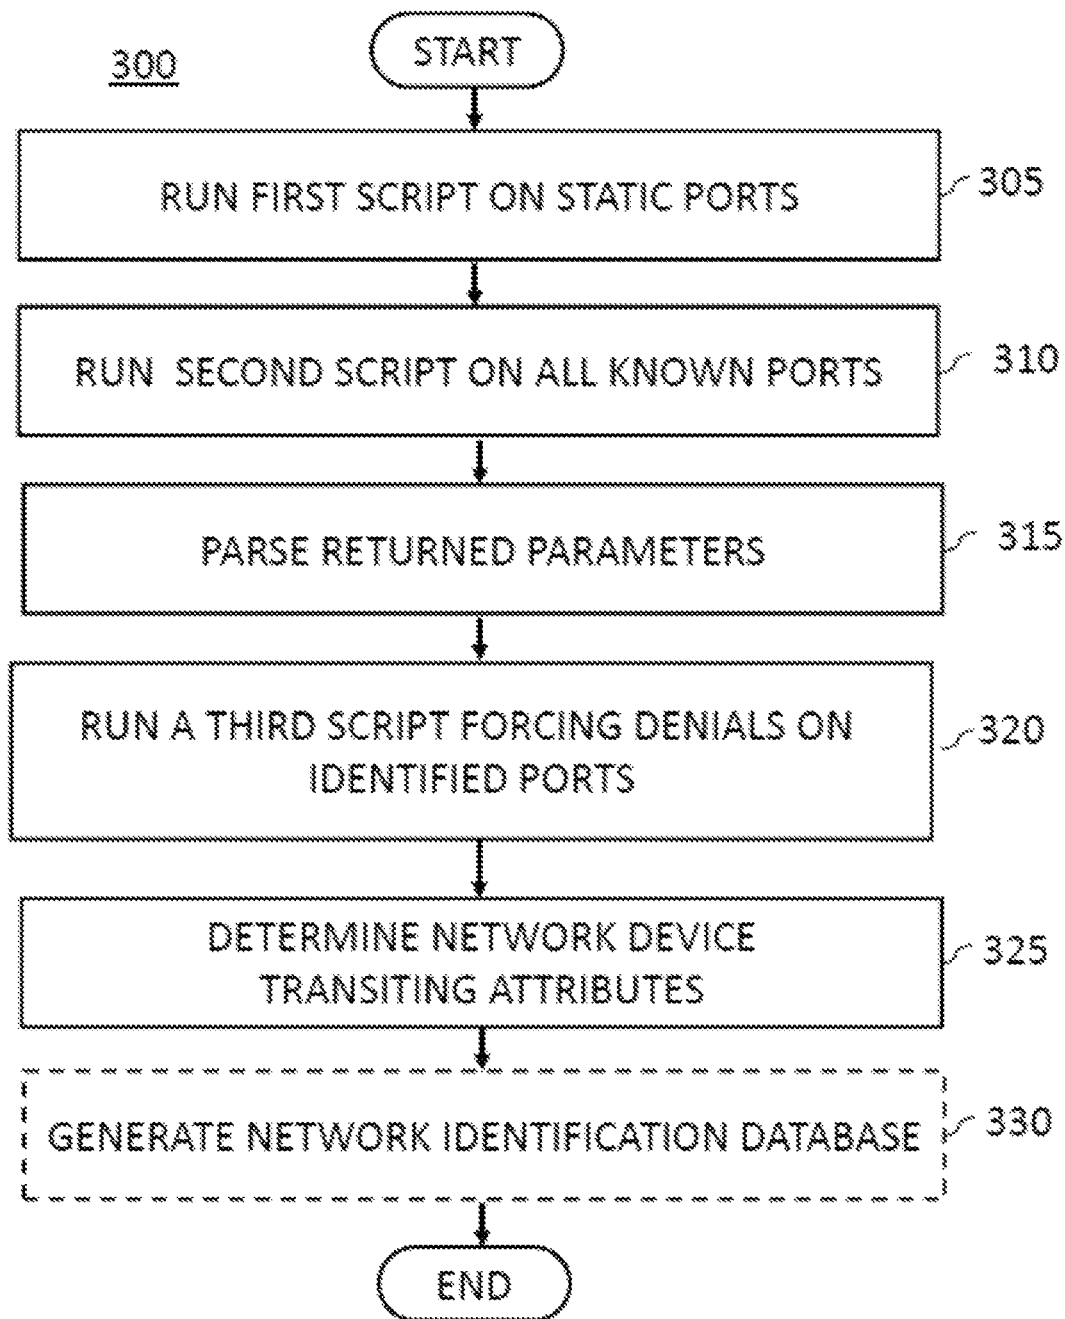 START
300
RUN FIRST SCRIPT ON STATIC PORTS
305
RUN SECOND SCRIPT ON ALL KNOWN PORTS
310
PARSE RETURNED PARAMETERS
315
RUN A THIRD SCRIPT FORCING DENIALS ON
IDENTIFIED PORTS
320
DETERMINE NETWORK DEVICE
TRANSITING ATTRIBUTES
325
GENERATE NETWORK IDENTIFICATION DATABASE
330
END